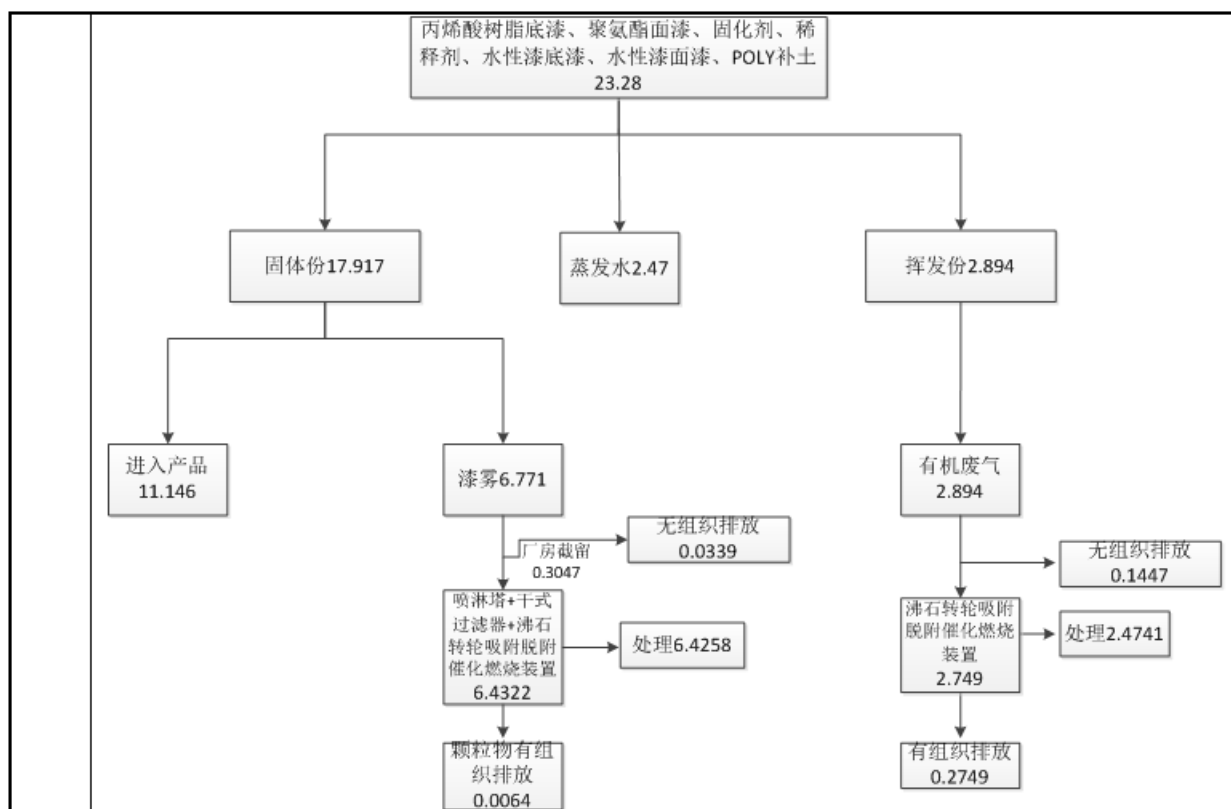 丙烯酸树脂底漆、聚氨酯面漆、固化剂、稀
释剂、水性漆底漆、水性漆面漆、POLY补土
23.28
固体份17.917
蒸发水2.47
挥发份2.894
进入产品
11.146
漆雾6.771
有机废气
2.894
厂房截留
0.3047
无组织排放
0.0339
无组织排放
0.1447
喷淋塔+干式
过滤器+沸石
转轮吸附脱附
催化燃烧装置
6.4322
处理6.4258
沸石转轮吸附
脱附催化燃烧
装置
2.749
处理2.4741
颗粒物有组
织排放
0.0064
有组织排放
0.2749